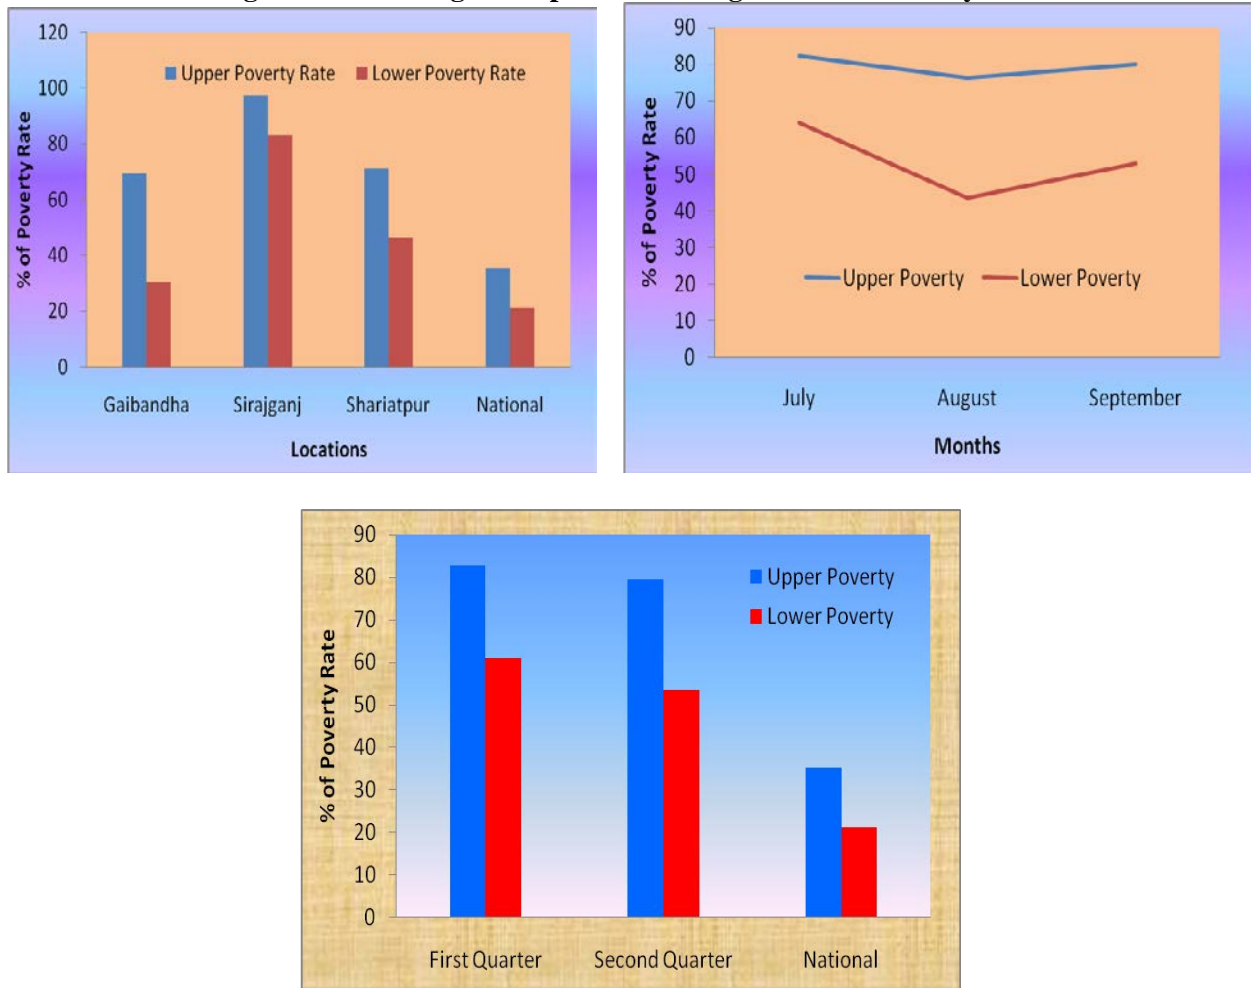 120
100
80
60
40
20
0
% of Poverty Rate
Upper Poverty Rate Lower Poverty Rate
Gaibandha Sirajganj Shariatpur National
Locations
90
80
70
60
50
40
30
20
10
0
% of Poverty Rate
Upper Poverty Lower Poverty
July August September
Months
90
80
70
60
50
40
30
20
10
0
% of Poverty Rate
Upper Poverty
Lower Poverty
First Quarter Second Quarter National